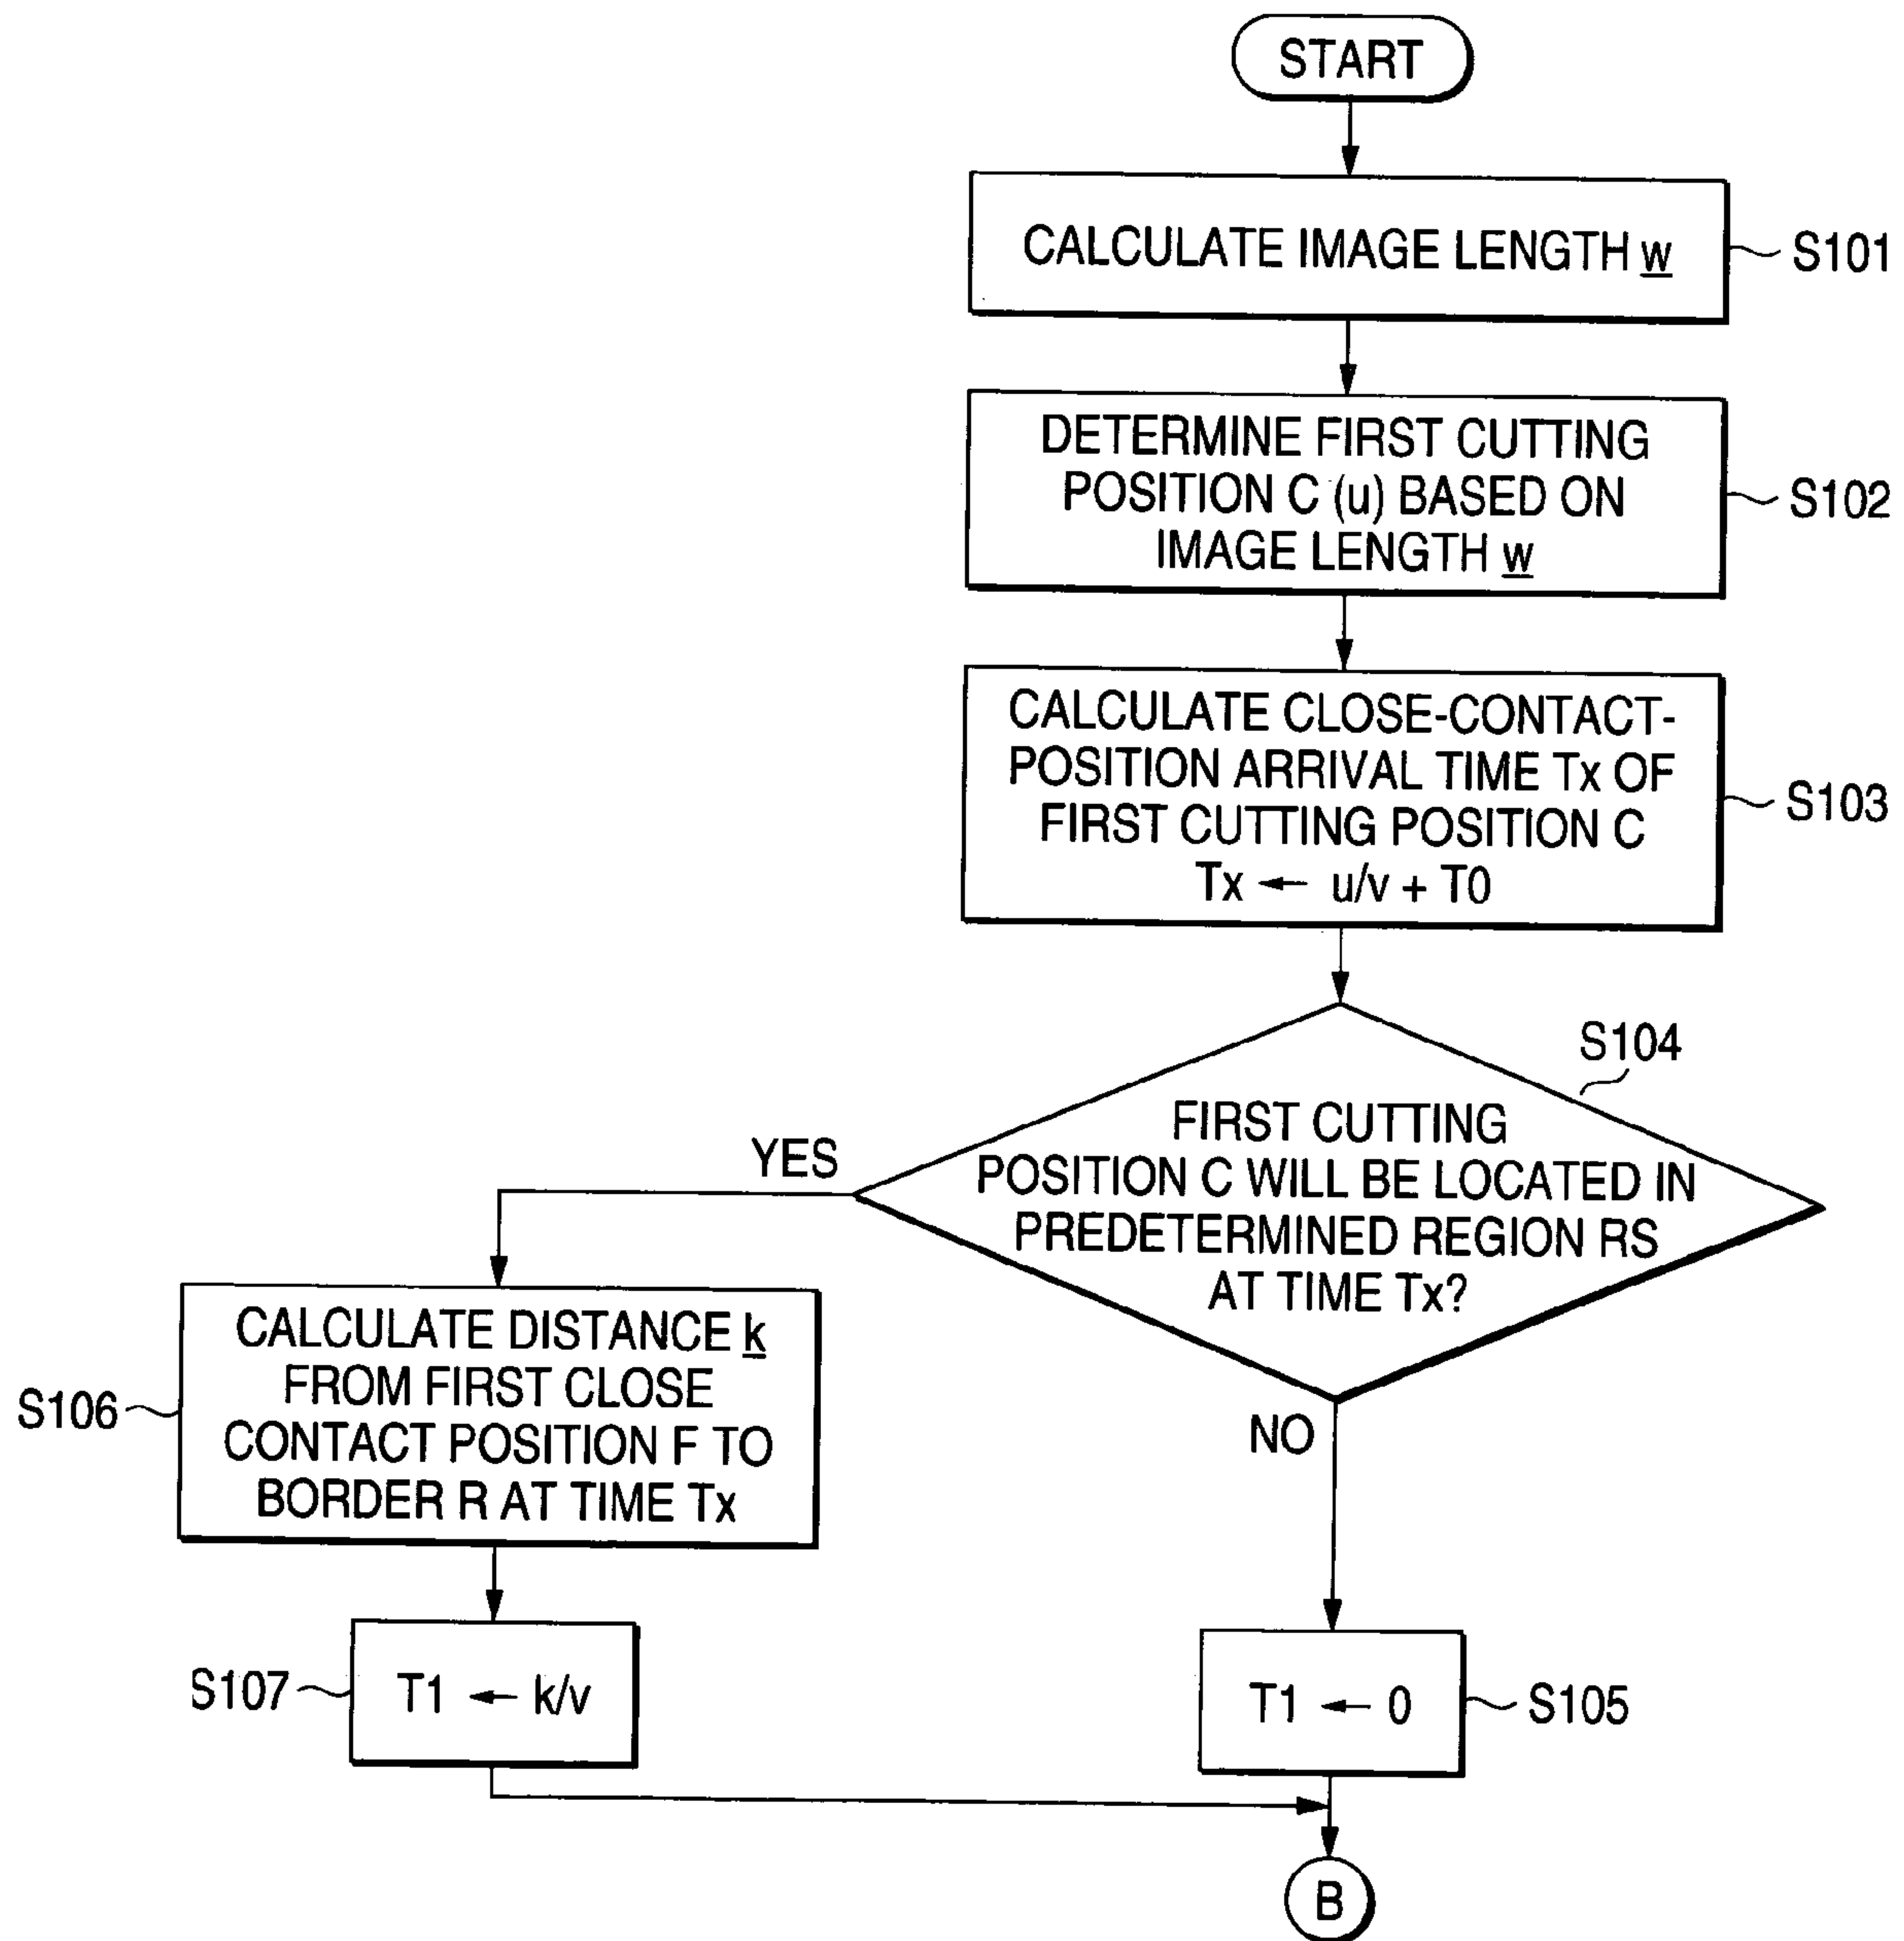 START
CALCULATE IMAGE LENGTH w
S101
DETERMINE FIRST CUTTING
POSITION C (u) BASED ON
IMAGE LENGTH w
S102
CALCULATE CLOSE-CONTACT-
POSITION ARRIVAL TIME Tx OF
FIRST CUTTING POSITION C
Tx ← u/v + T0
S103
S104
FIRST CUTTING
POSITION C WILL BE LOCATED IN
PREDETERMINED REGION RS
AT TIME Tx?
YES
NO
CALCULATE DISTANCE k
FROM FIRST CLOSE
CONTACT POSITION F TO
BORDER R AT TIME Tx
S106
S107
T1 ← k/v
T1 ← 0
S105
B